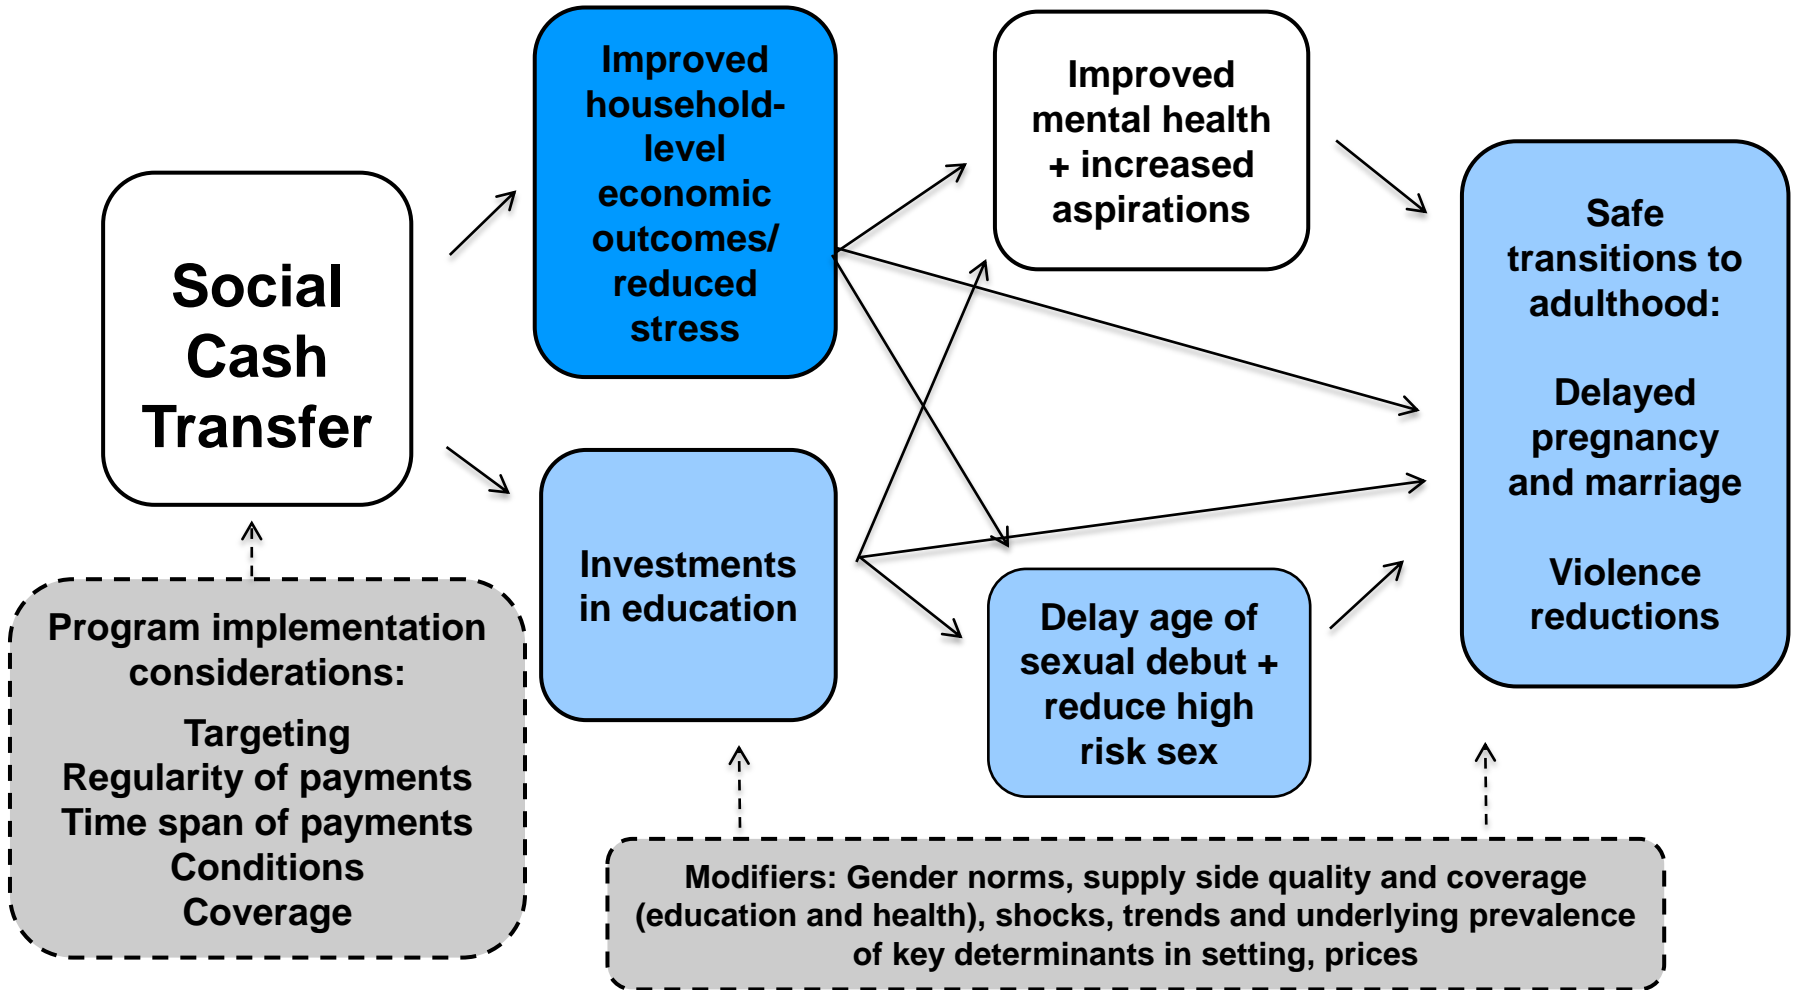 Social
Cash
Transfer
Improved
household-
level
economic
outcomes/
reduced
stress
Investments
in education
Improved
mental health
+ increased
aspirations
Delay age of
sexual debut +
reduce high
risk sex
Safe
transitions to
adulthood:
Delayed
pregnancy
and marriage
Violence
reductions
Program implementation
considerations:
Targeting
Regularity of payments
Time span of payments
Conditions
Coverage
Modifiers: Gender norms, supply side quality and coverage
(education and health), shocks, trends and underlying prevalence
of key determinants in setting, prices